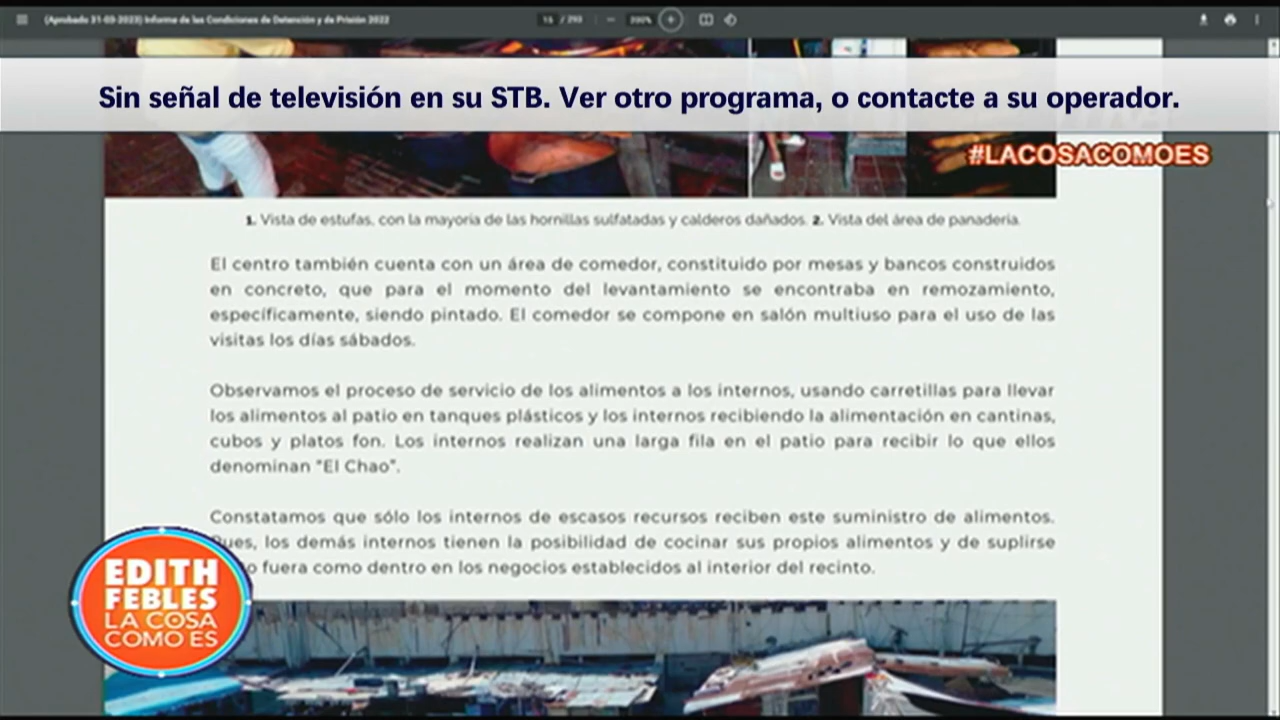 (Aprobado 31-03-2023) Informe de las Condiciones de Detención y de Prisión 2022
15 / 293
200%
Sin señal de televisión en su STB. Ver otro programa, o contacte a su operador.
#LACOSACOMOES
1. Vista de estufas, con la mayoría de las hornillas sulfatadas y calderos dañados. 2. Vista del área de panadería.
El centro también cuenta con un área de comedor, constituido por mesas y bancos construidos
en concreto, que para el momento del levantamiento se encontraba en remozamiento,
específicamente, siendo pintado. El comedor se compone en salón multiuso para el uso de las
visitas los días sábados.
Observamos el proceso de servicio de los alimentos a los internos, usando carretillas para llevar
los alimentos al patio en tanques plásticos y los internos recibiendo la alimentación en cantinas,
cubos y platos fon. Los internos realizan una larga fila en el patio para recibir lo que ellos
denominan "El Chao".
Constatamos que sólo los internos de escasos recursos reciben este suministro de alimentos.
Pues, los demás internos tienen la posibilidad de cocinar sus propios alimentos y de suplirse
fuera como dentro en los negocios establecidos al interior del recinto.
EDITH
FEBLES
LA COSA
COMO ES